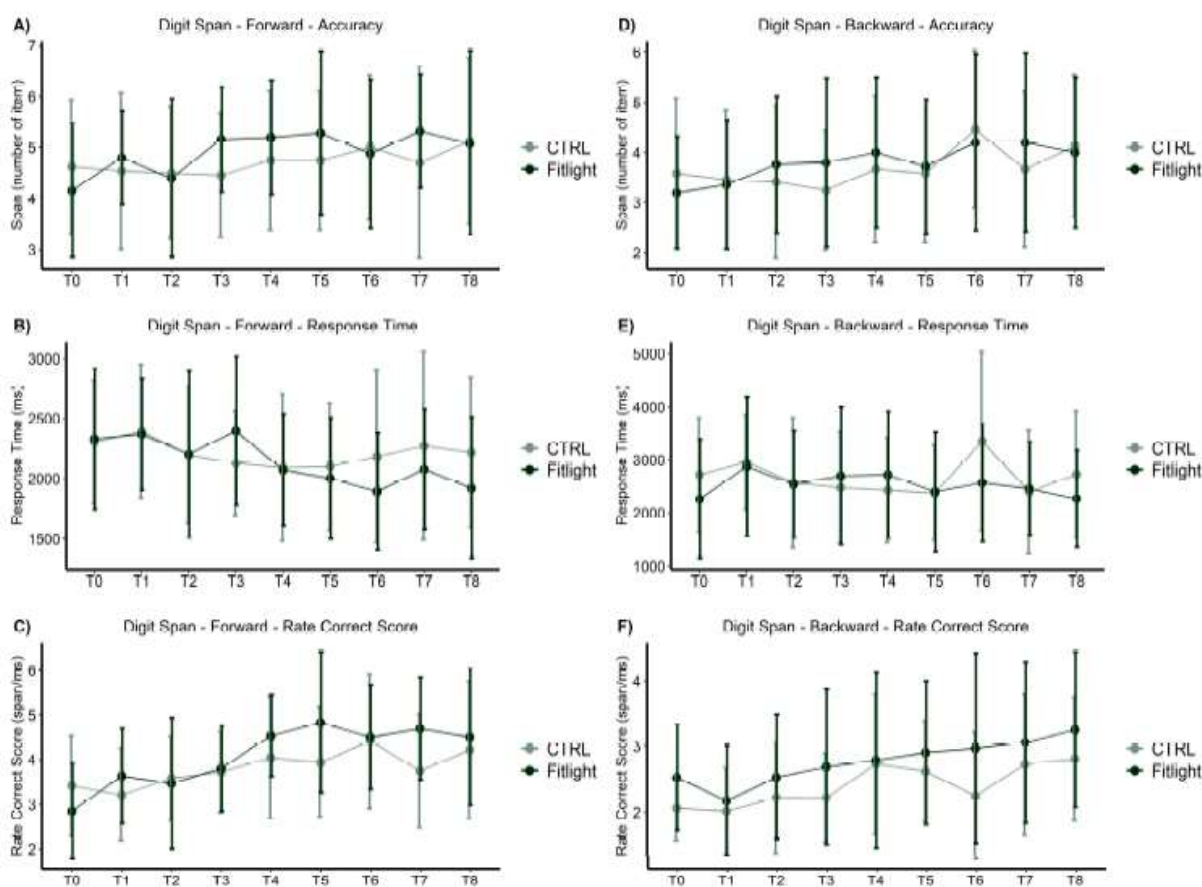 A) Digit Span - Forward - Accuracy
Span (number of item)
7
6
5
4
3
T0 T1 T2 T3 T4 T5 T6 T7 T8
CTRL
Fitlight
D) Digit Span - Backward - Accuracy
Span (number of item)
6
5
4
3
2
T0 T1 T2 T3 T4 T5 T6 T7 T8
CTRL
Fitlight
B) Digit Span - Forward - Response Time
Response Time (ms)
3000
2500
2000
1500
T0 T1 T2 T3 T4 T5 T6 T7 T8
CTRL
Fitlight
E) Digit Span - Backward - Response Time
Response Time (ms)
5000
4000
3000
2000
1000
T0 T1 T2 T3 T4 T5 T6 T7 T8
CTRL
Fitlight
C) Digit Span - Forward - Rate Correct Score
Rate Correct Score (span/ms)
6
5
4
3
2
T0 T1 T2 T3 T4 T5 T6 T7 T8
CTRL
Fitlight
F) Digit Span - Backward - Rate Correct Score
Rate Correct Score (span/ms)
4
3
2
T0 T1 T2 T3 T4 T5 T6 T7 T8
CTRL
Fitlight